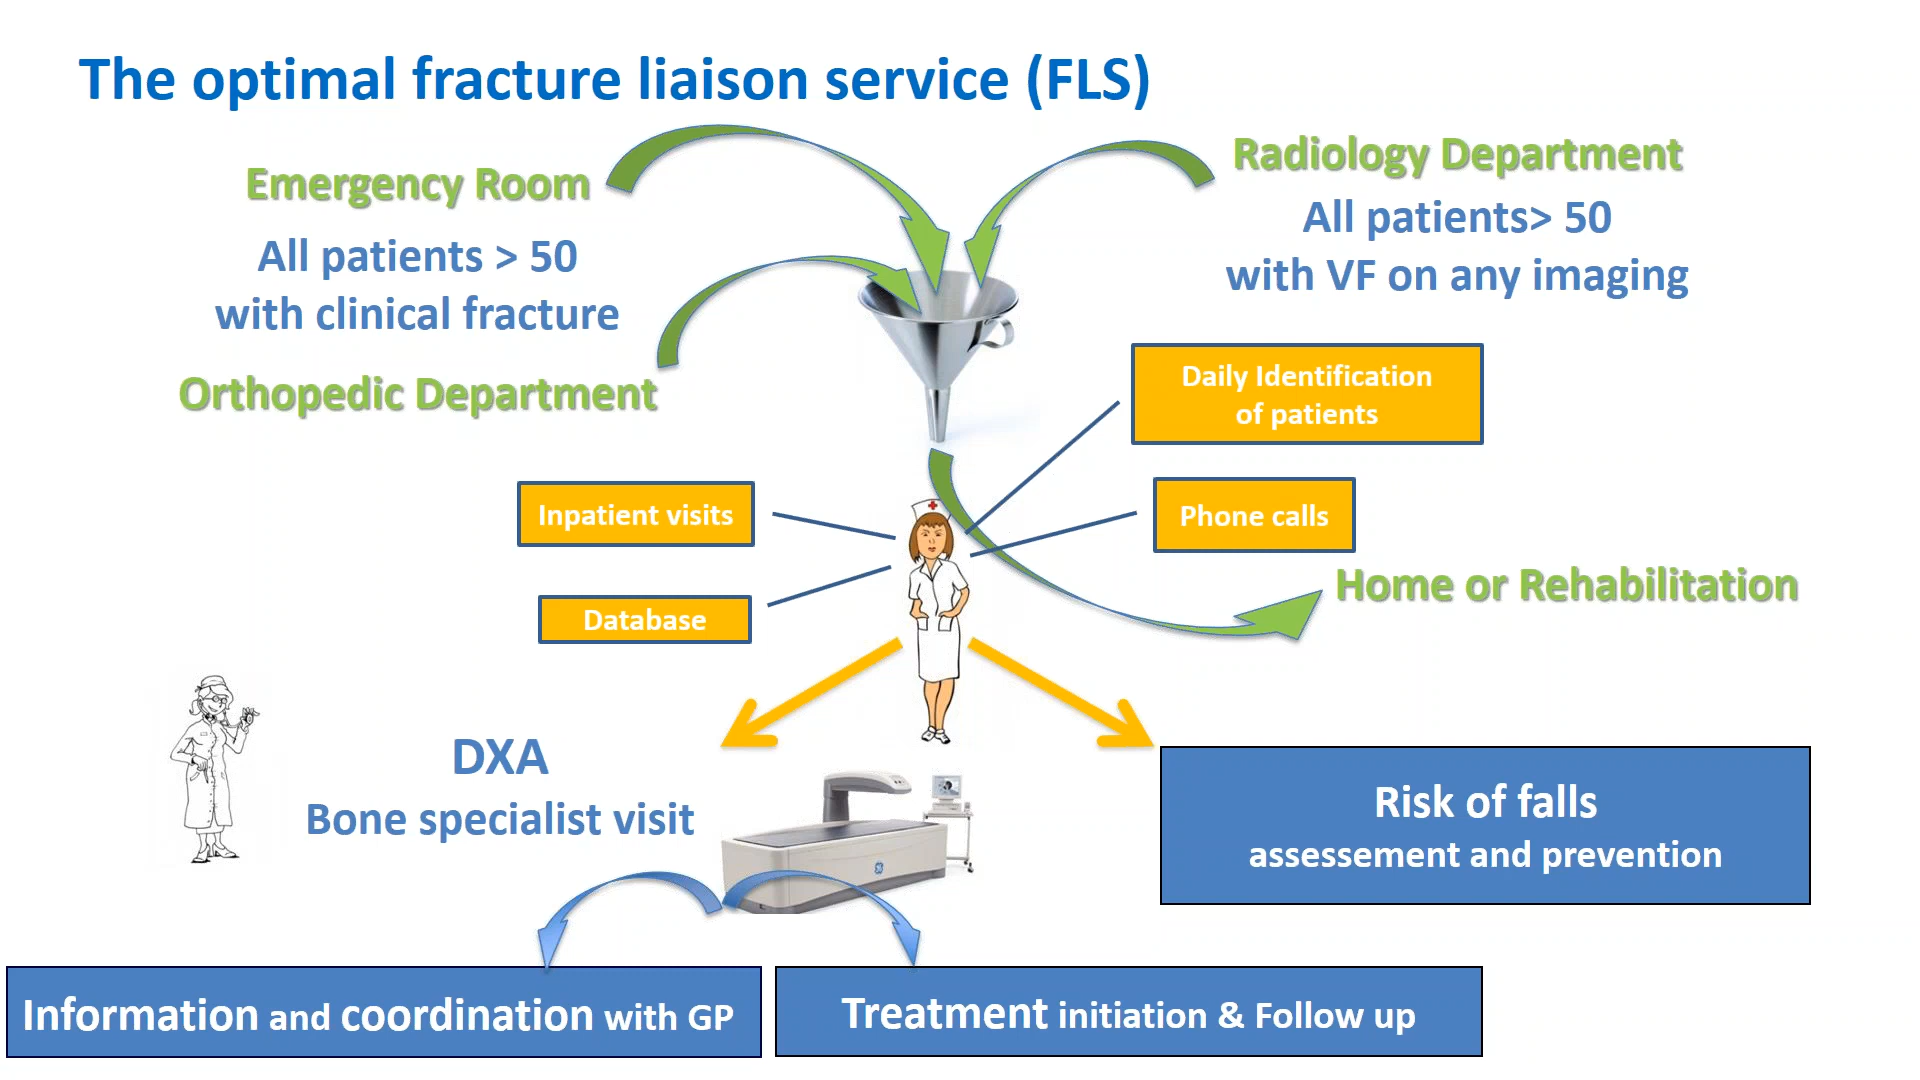 The optimal fracture liaison service (FLS)
Emergency Room
All patients > 50
with clinical fracture
Orthopedic Department
Radiology Department
All patients> 50
with VF on any imaging
Daily Identification
of patients
Inpatient visits
Phone calls
Database
Home or Rehabilitation
DXA
Bone specialist visit
Risk of falls
assessement and prevention
Information and coordination with GP
Treatment initiation & Follow up